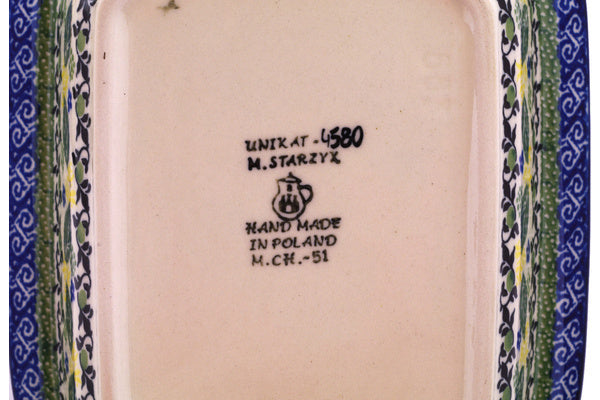 UNIKAT-4580
M. STARZYK
HAND MADE
IN POLAND
M.CH.-51